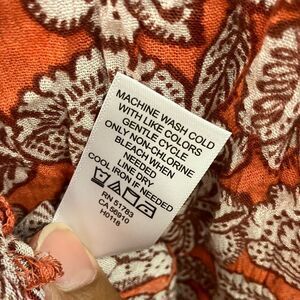 MACHINE WASH COLD
WITH LIKE COLORS
GENTLE CYCLE
ONLY NON-CHLORINE
BLEACH WHEN
NEEDED
LINE DRY
COOL IRON IF NEEDED
RN 51783
CA 56910
H0118